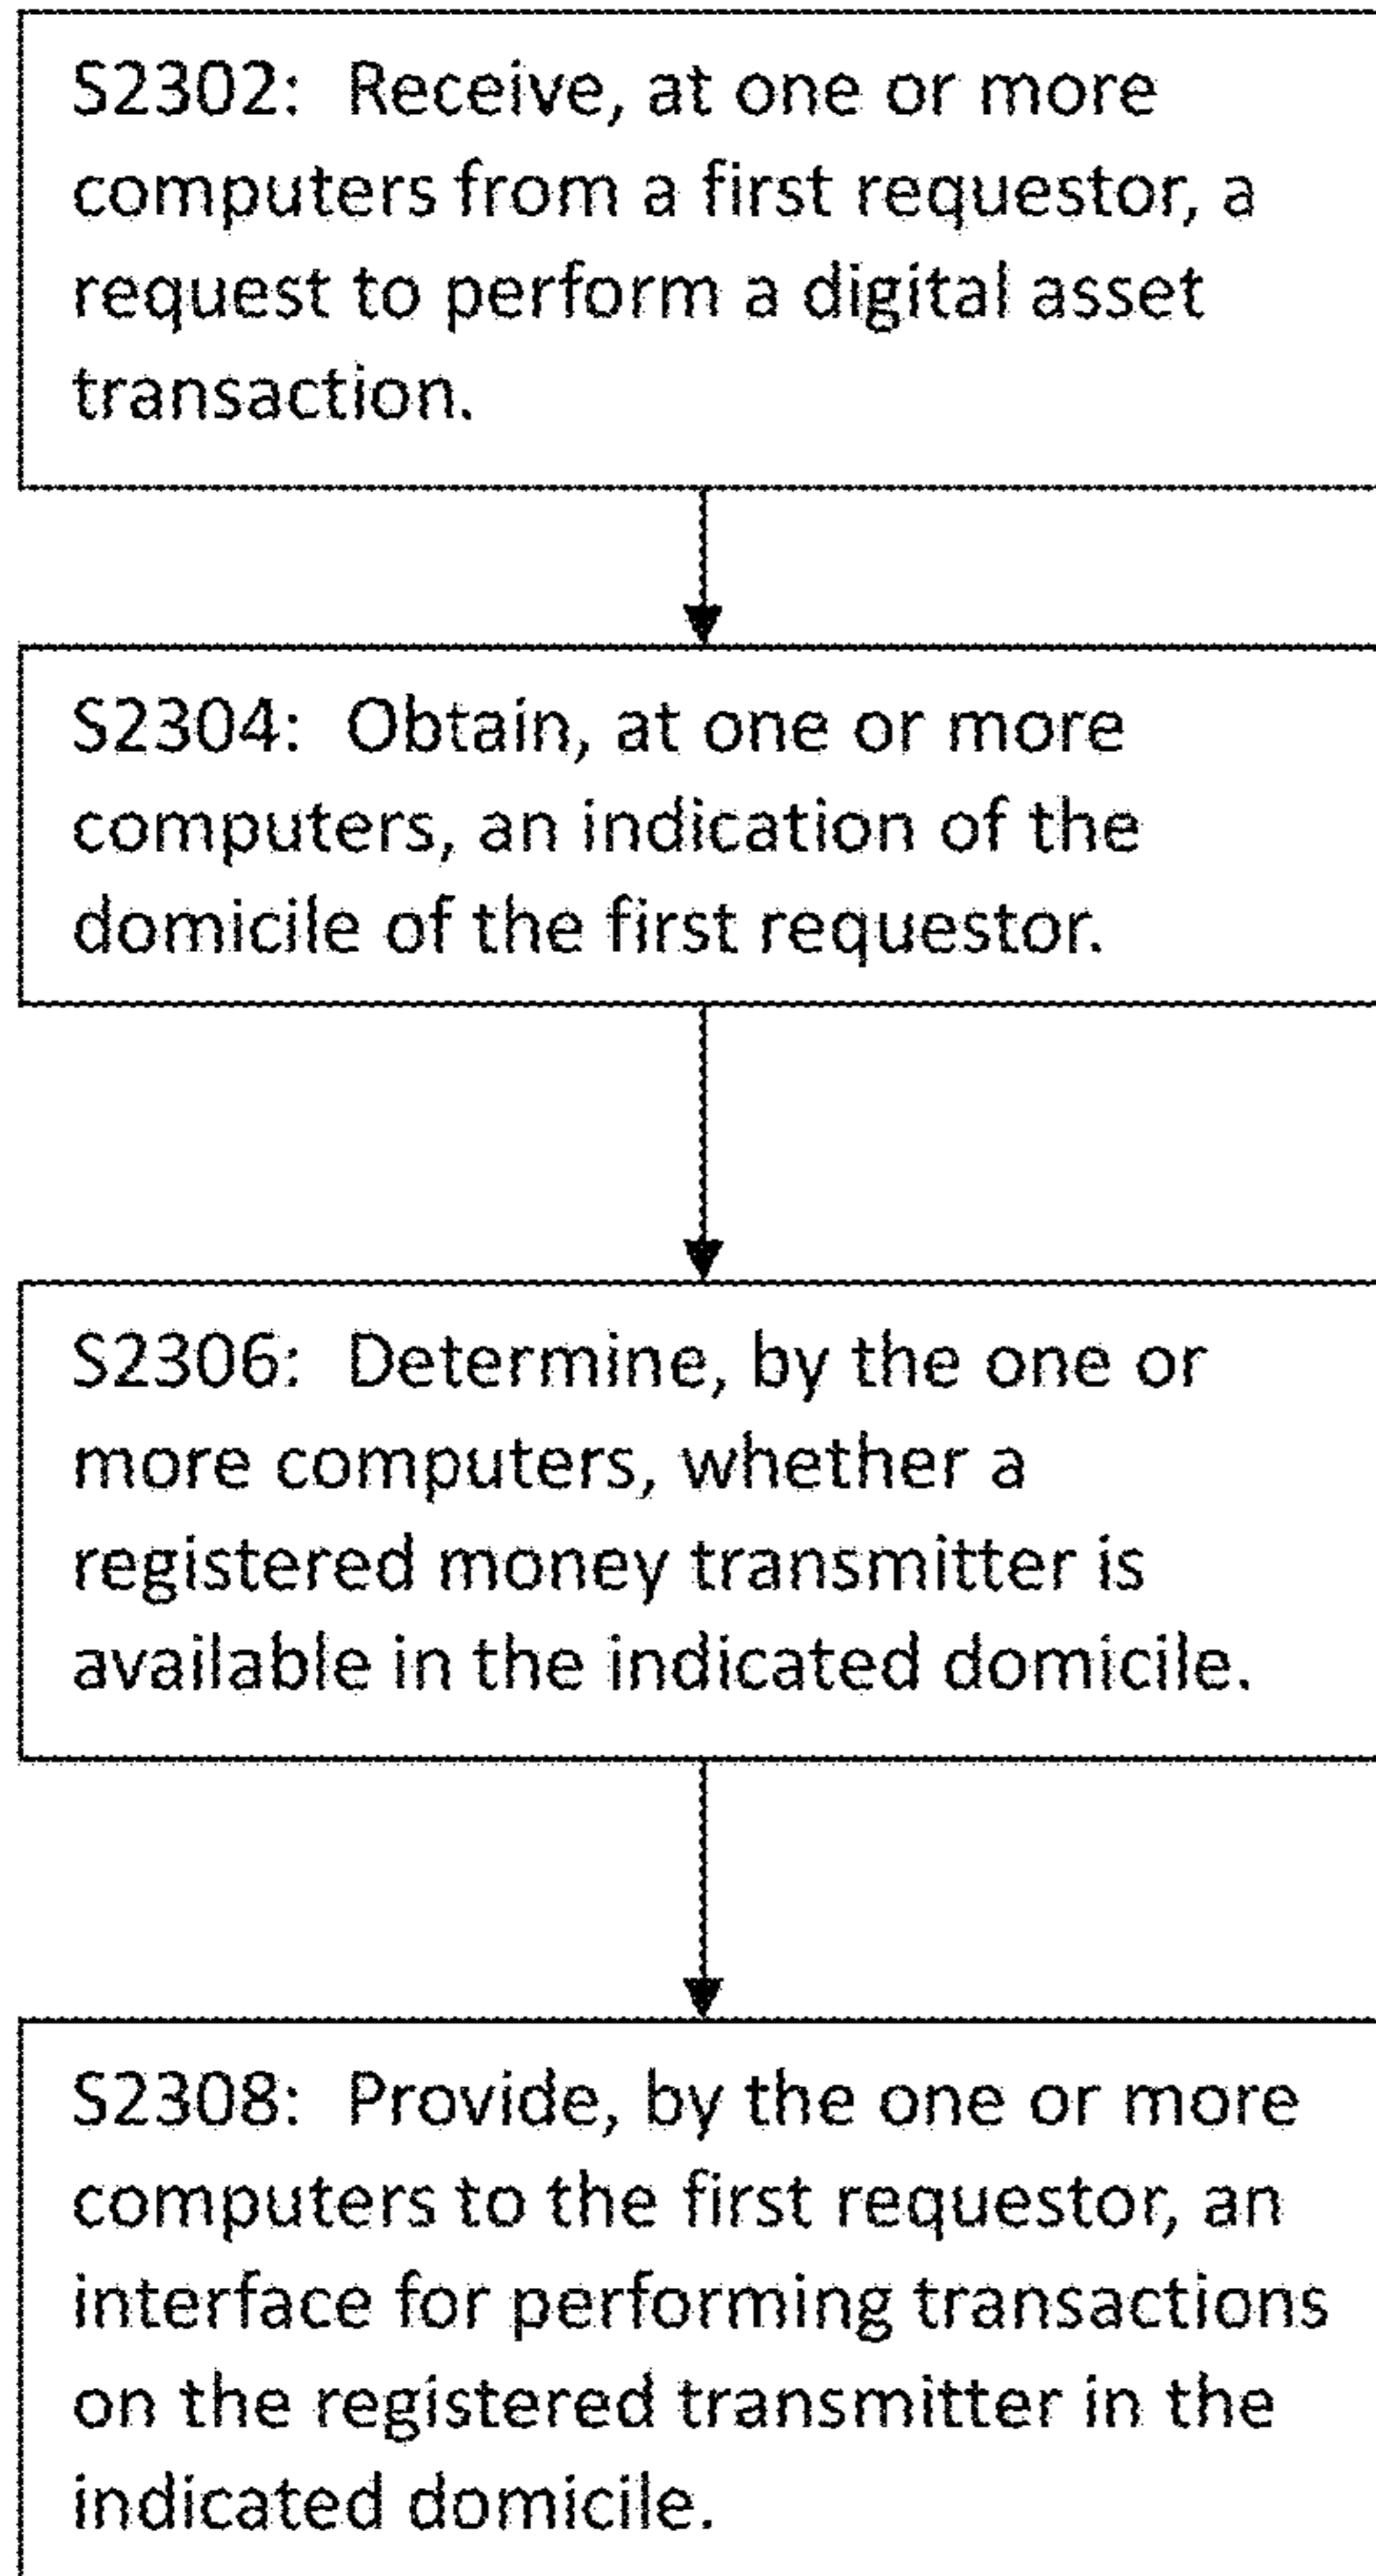 S2302: Receive, at one or more
computers from a first requestor, a
request to perform a digital asset
transaction.
S2304: Obtain, at one or more
computers, an indication of the
domicile of the first requestor.
S2306: Determine, by the one or
more computers, whether a
registered money transmitter is
available in the indicated domicile.
S2308: Provide, by the one or more
computers to the first requestor, an
interface for performing transactions
on the registered transmitter in the
indicated domicile.